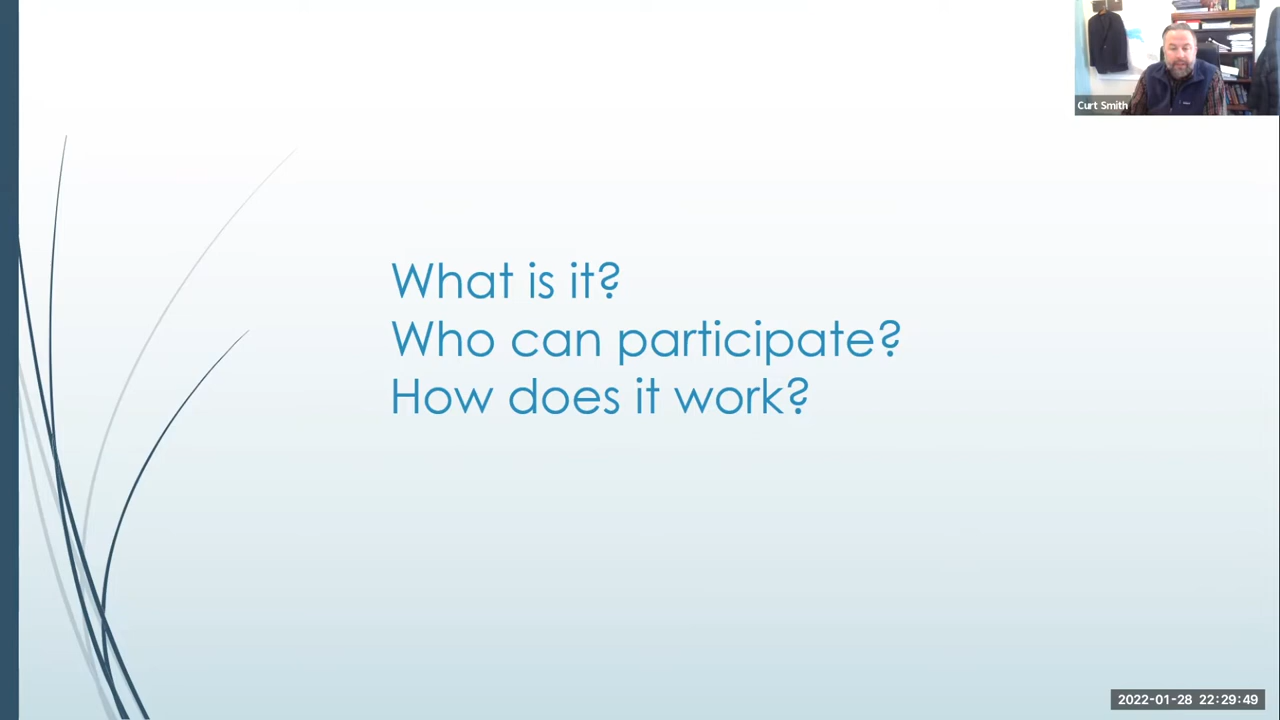 Curt Smith
What is it?
Who can participate?
How does it work?
2022-01-28 22:29:49